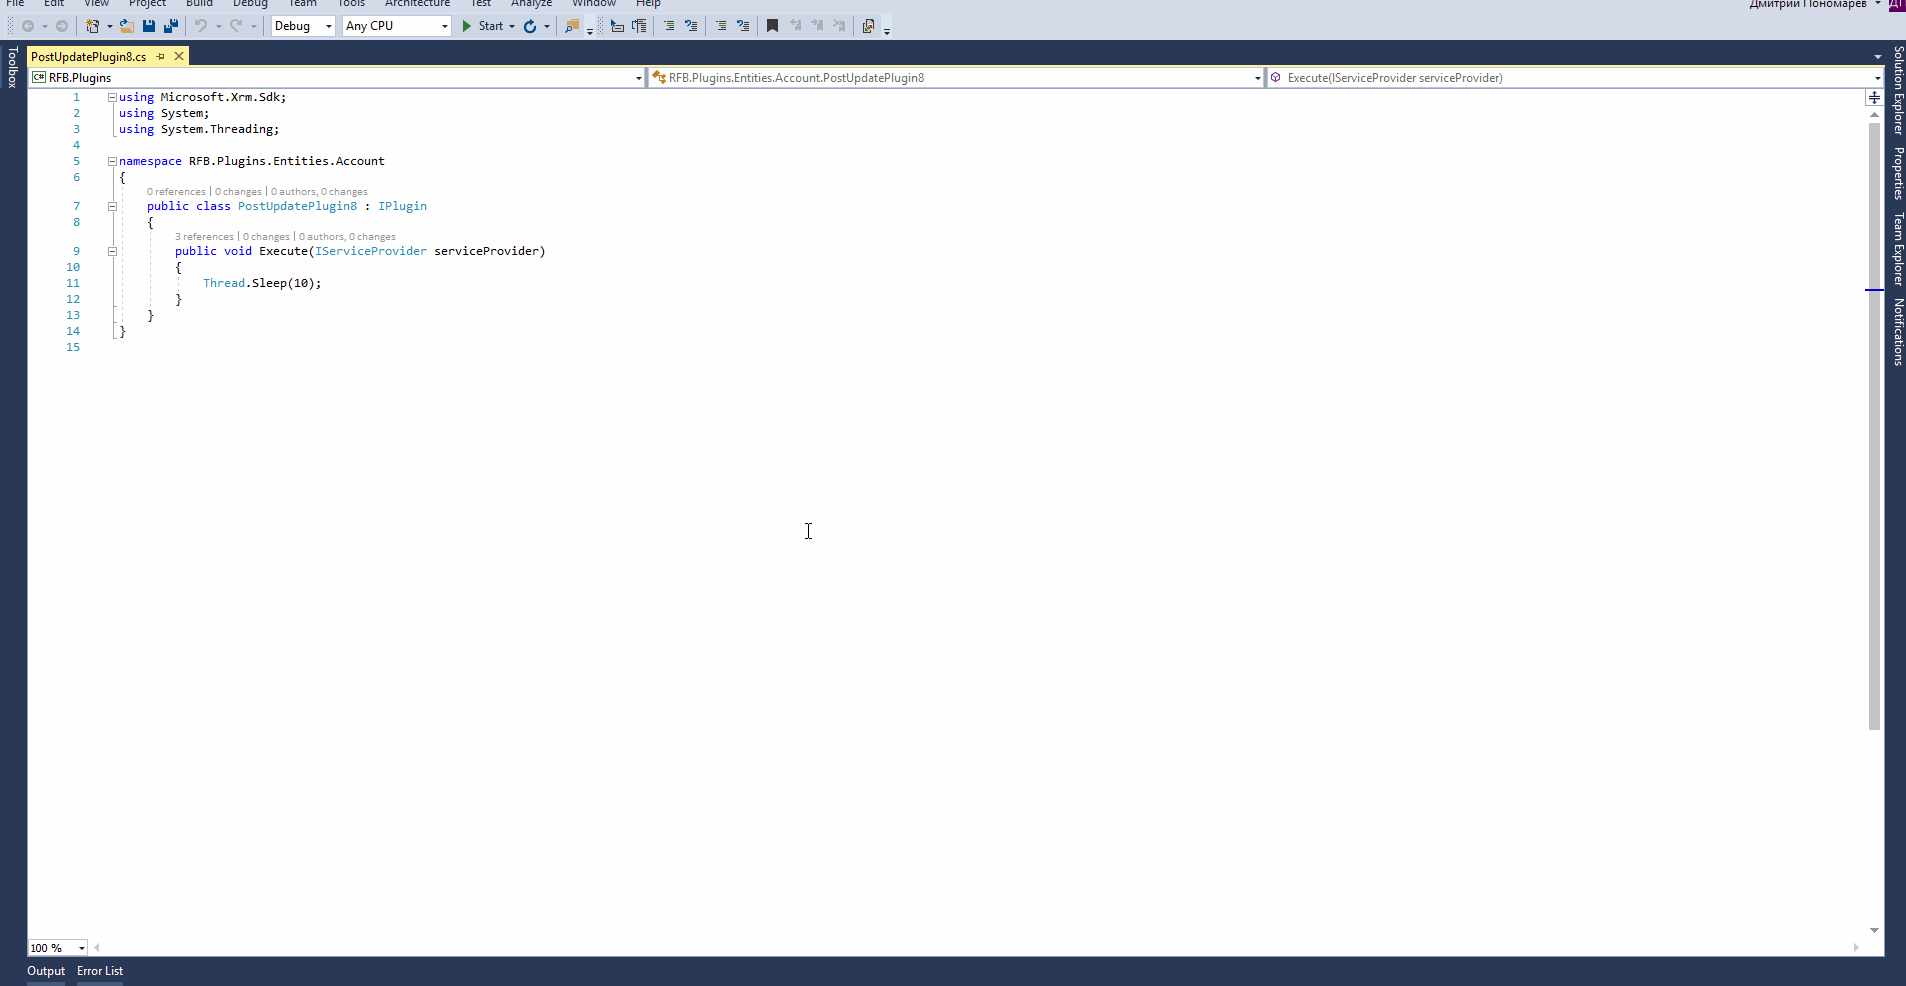 File Edit View Project Build Debug Team Tools Architecture Test Analyze Window Help Дмитрий Пономарев ДП
Debug Any CPU Start
Toolbox
PostUpdatePlugin8.cs
RFB.Plugins RFB.Plugins.Entities.Account.PostUpdatePlugin8 Execute(IServiceProvider serviceProvider)
1 using Microsoft.Xrm.Sdk;
2 using System;
3 using System.Threading;
4
5 namespace RFB.Plugins.Entities.Account
6 {
0 references | 0 changes | 0 authors, 0 changes
7 public class PostUpdatePlugin8 : IPlugin
8 {
3 references | 0 changes | 0 authors, 0 changes
9 public void Execute(IServiceProvider serviceProvider)
10 {
11 Thread.Sleep(10);
12 }
13 }
14 }
15
100 %
Output Error List
Solution Explorer
Properties
Team Explorer
Notifications